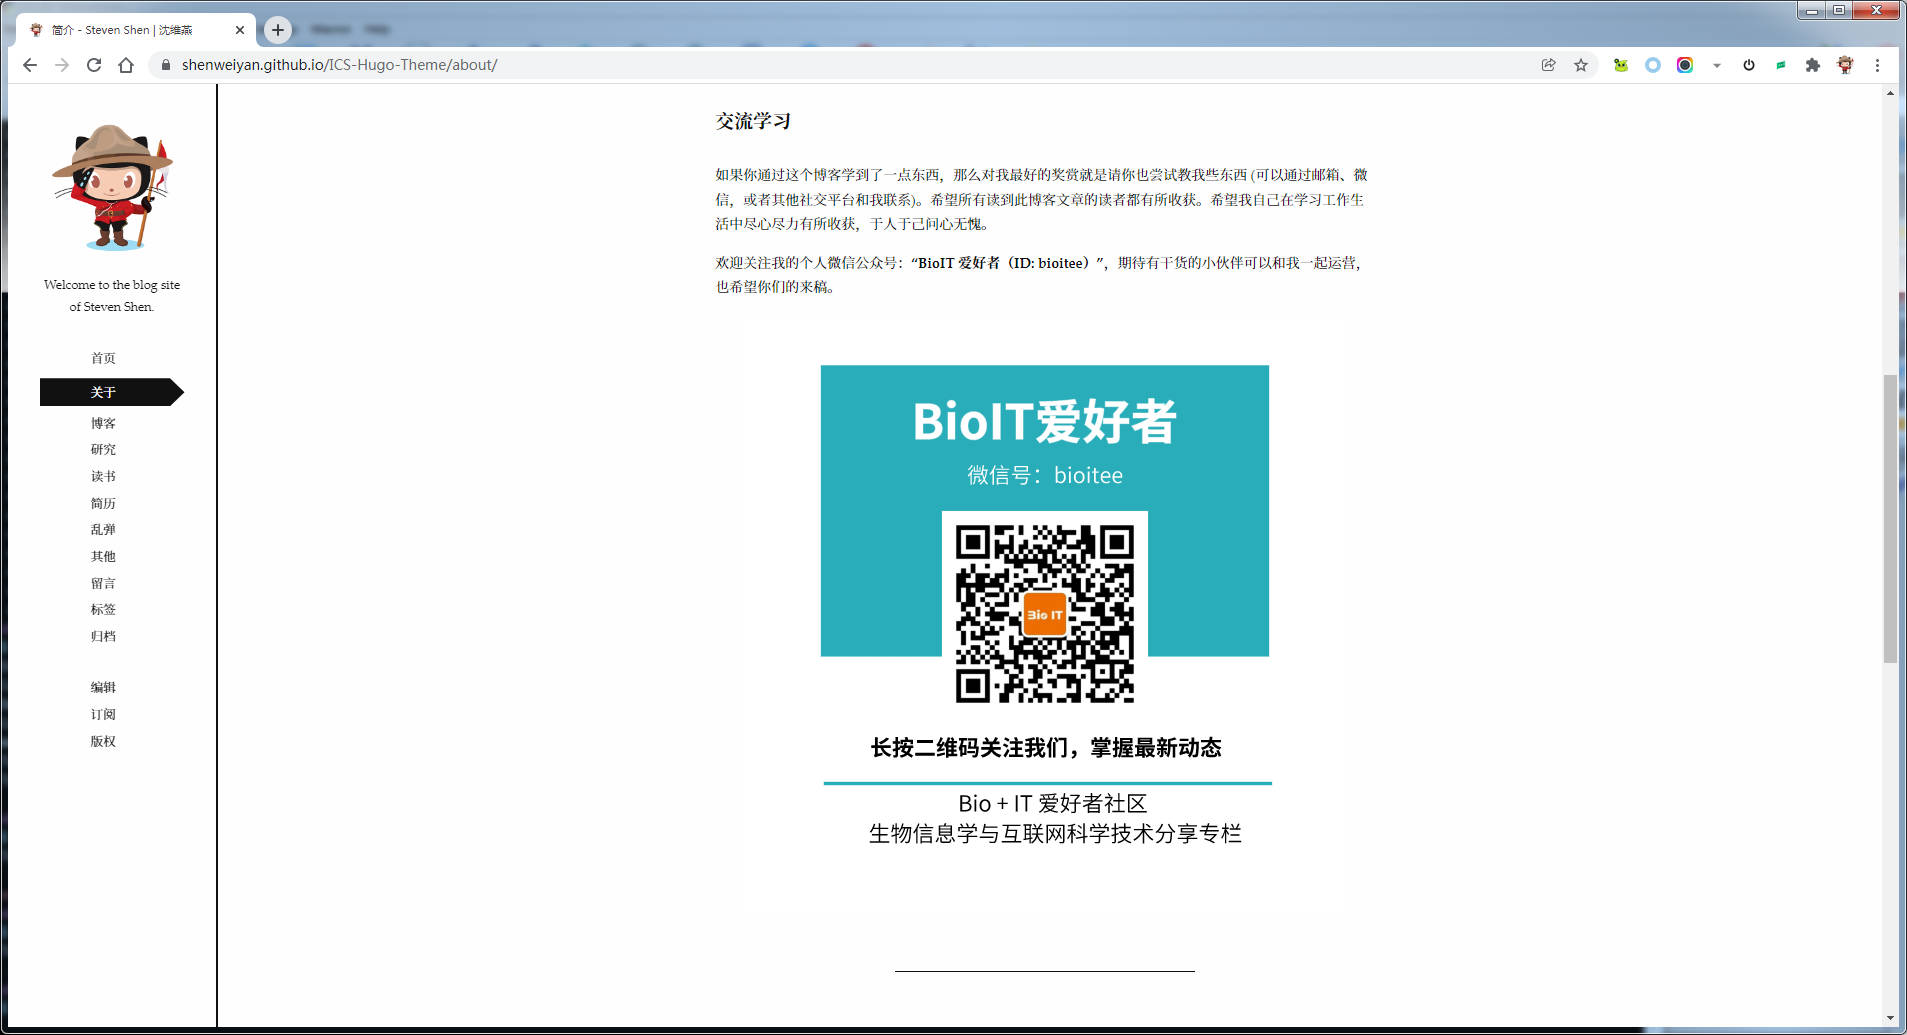 简介 - Steven Shen | 沈维燕
shenweiyan.github.io/ICS-Hugo-Theme/about/
Welcome to the blog site
of Steven Shen.
首页
关于
博客
研究
读书
简历
乱弹
其他
留言
标签
归档
编辑
订阅
版权
交流学习
如果你通过这个博客学到了一点东西，那么对我最好的奖赏就是请你也尝试教我些东西 (可以通过邮箱、微
信，或者其他社交平台和我联系)。希望所有读到此博客文章的读者都有所收获。希望我自己在学习工作生
活中尽心尽力有所收获，于人于己问心无愧。
欢迎关注我的个人微信公众号：“BioIT 爱好者（ID: bioitee）”，期待有干货的小伙伴可以和我一起运营，
也希望你们的来稿。
BioIT爱好者
微信号：bioitee
Bio IT
长按二维码关注我们，掌握最新动态
Bio + IT 爱好者社区
生物信息学与互联网科学技术分享专栏